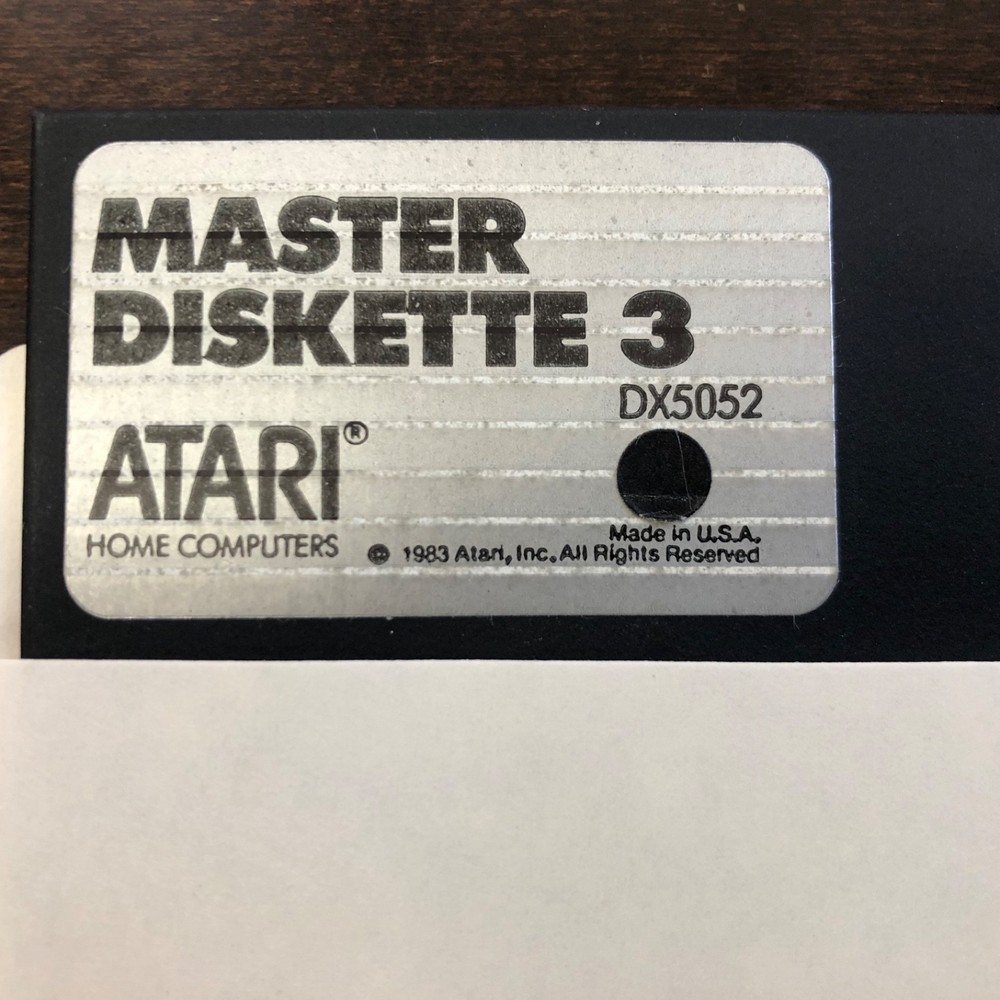 MASTER
DISKETTE 3
DX5052
ATARI®
HOME COMPUTERS
Made in U.S.A.
© 1983 Atari, Inc. All Rights Reserved